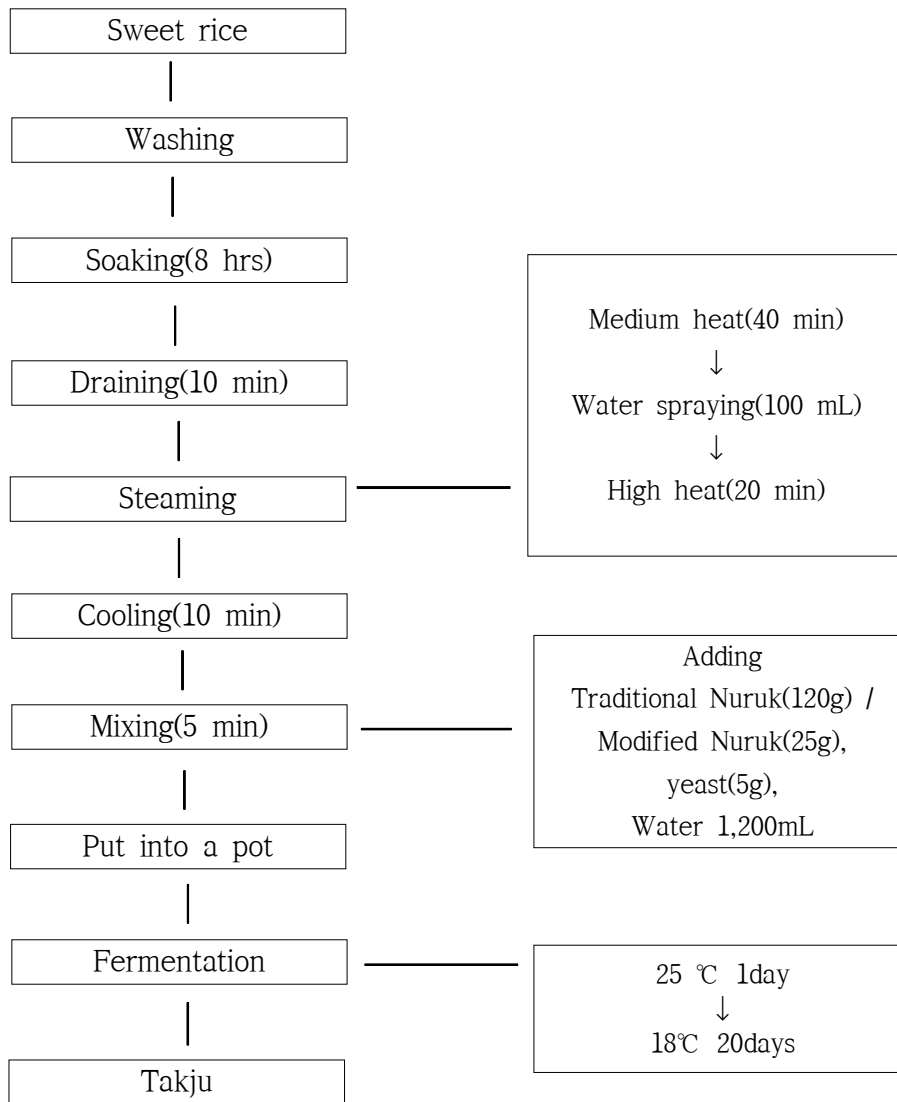 Sweet rice
Washing
Soaking(8 hrs)
Draining(10 min)
Steaming
Medium heat(40 min)
↓
Water spraying(100 mL)
↓
High heat(20 min)
Cooling(10 min)
Mixing(5 min)
Adding
Traditional Nuruk(120g) /
Modified Nuruk(25g),
yeast(5g),
Water 1,200mL
Put into a pot
Fermentation
25 ℃ 1day
↓
18℃ 20days
Takju